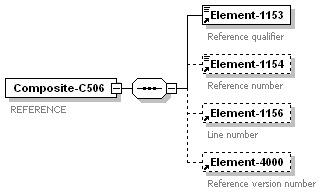 Element-1153
Reference qualifier
Element-1154
Reference number
Composite-C506
REFERENCE
Element-1156
Line number
Element-4000
Reference version number